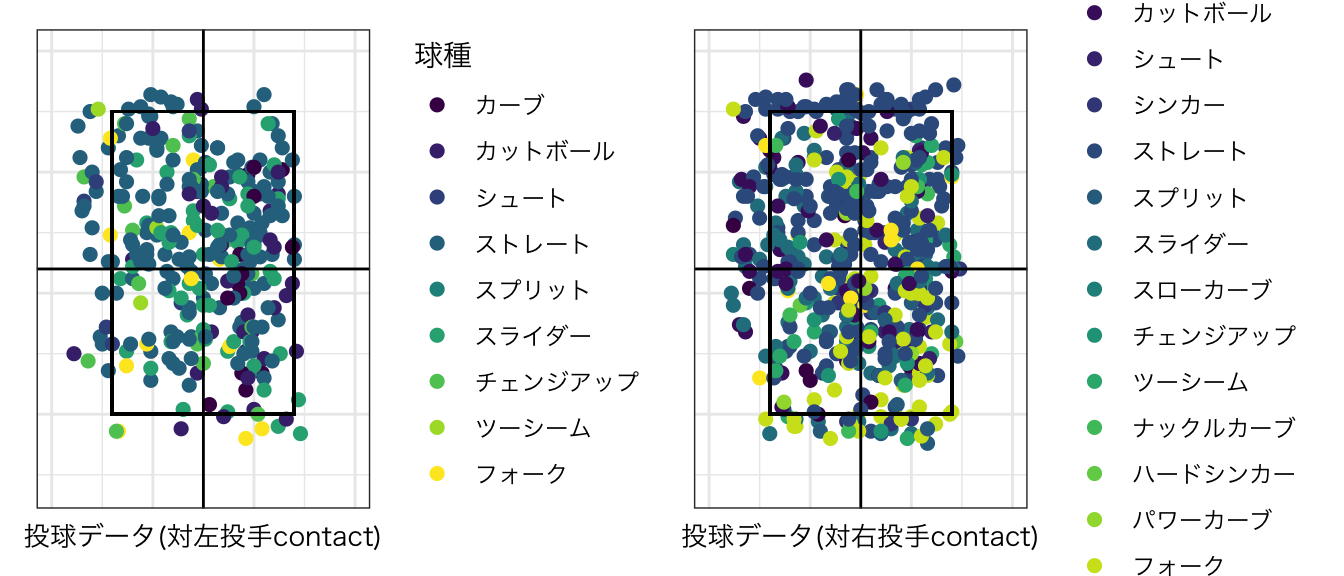 球種
カーブ
カットボール
シュート
ストレート
スプリット
スライダー
チェンジアップ
ツーシーム
フォーク
投球データ(対左投手contact)
カットボール
シュート
シンカー
ストレート
スプリット
スライダー
スローカーブ
チェンジアップ
ツーシーム
ナックルカーブ
ハードシンカー
パワーカーブ
フォーク
投球データ(対右投手contact)